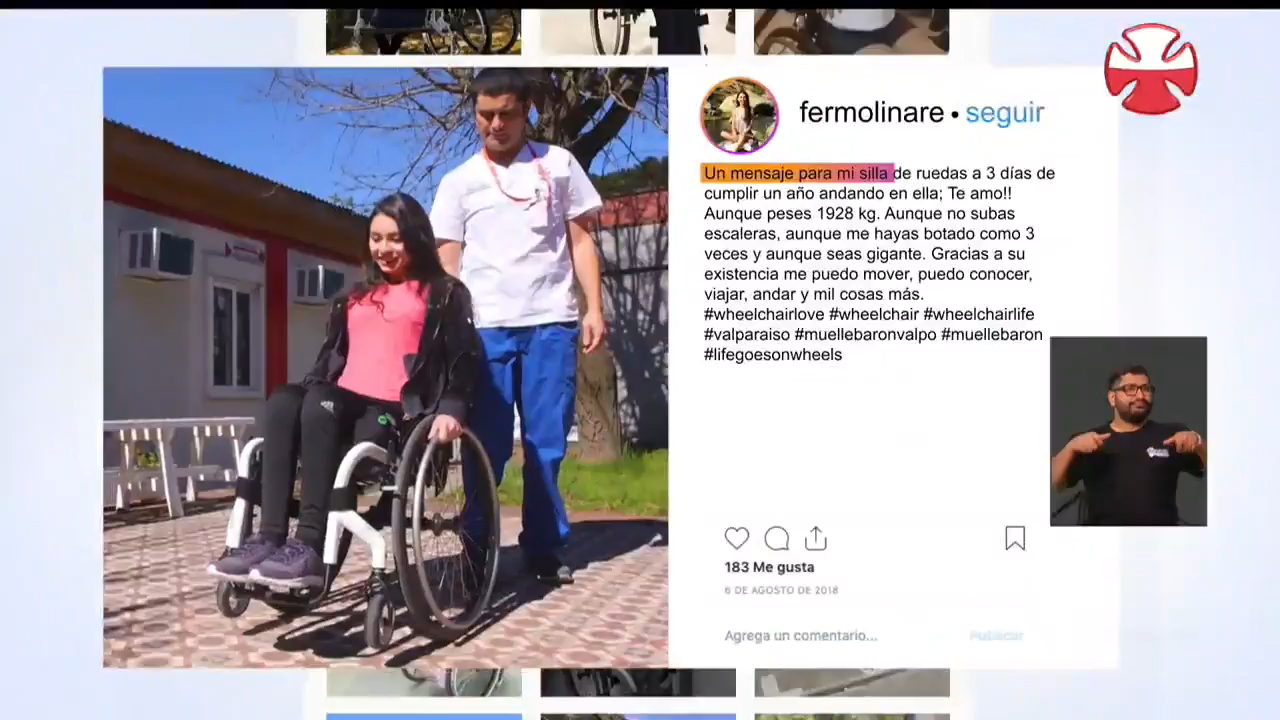 fermolinare • seguir
Un mensaje para mi silla de ruedas a 3 días de
cumplir un año andando en ella; Te amo!!
Aunque peses 1928 kg. Aunque no subas
escaleras, aunque me hayas botado como 3
veces y aunque seas gigante. Gracias a su
existencia me puedo mover, puedo conocer,
viajar, andar y mil cosas más.
#wheelchairlove #wheelchair #wheelchairlife
#valparaiso #muellebaronvalpo #muellebaron
#lifegoesonwheels
183 Me gusta
6 DE AGOSTO DE 2018
Agrega un comentario... Publicar